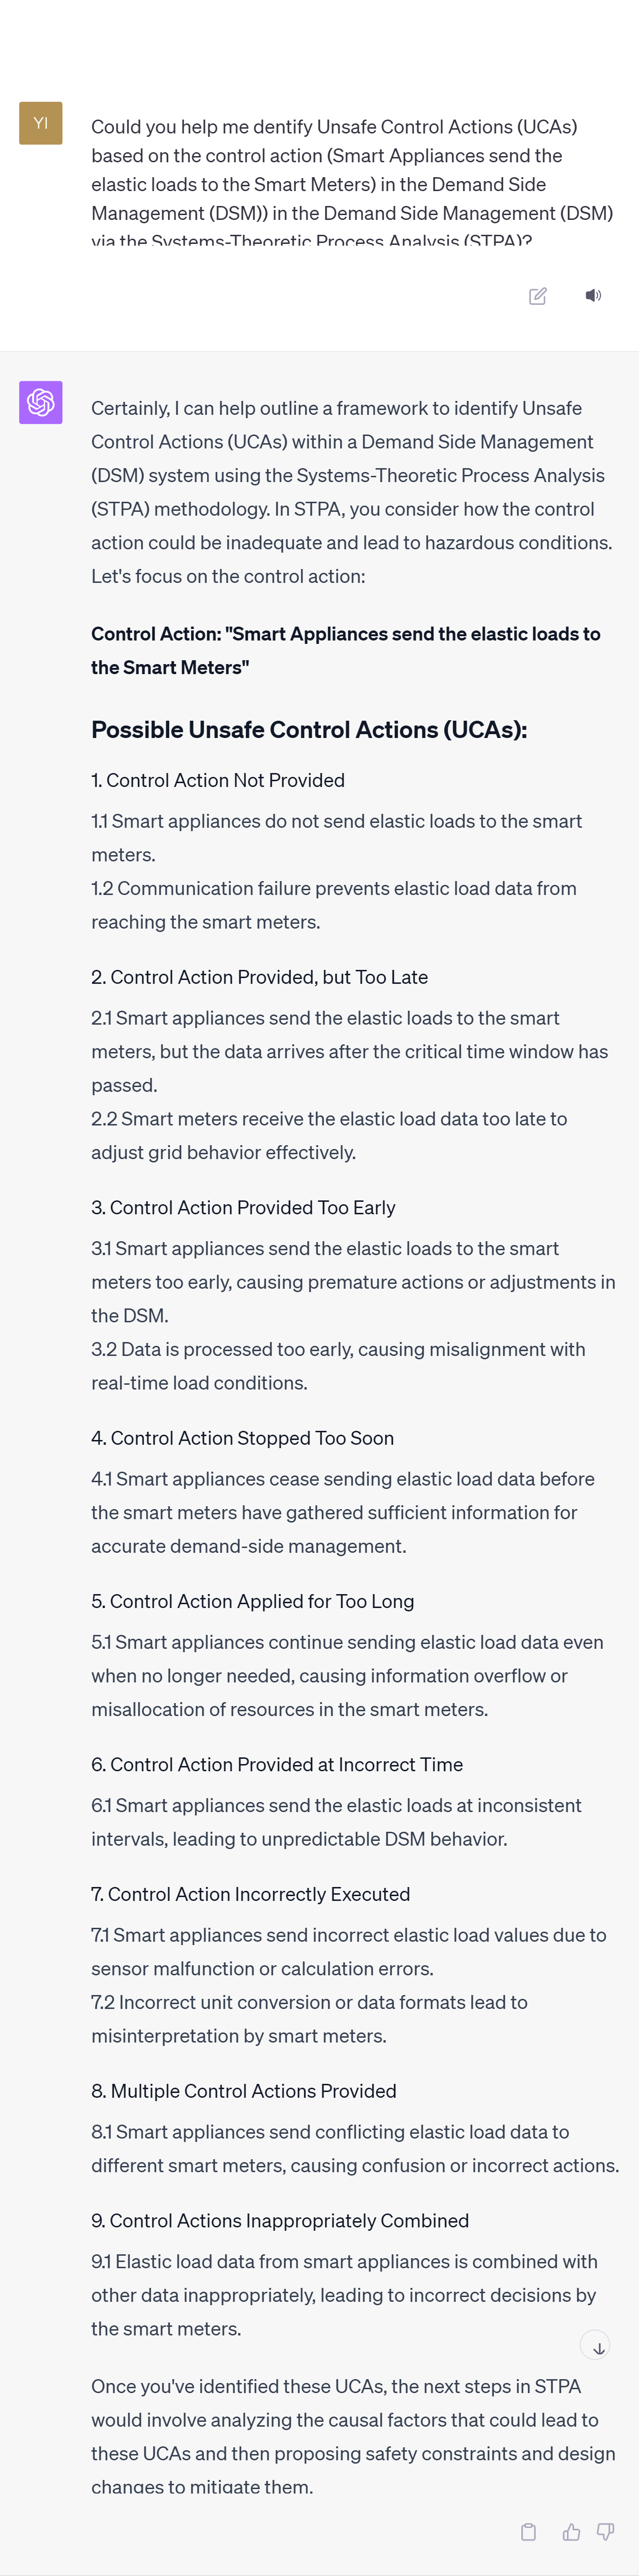 YI
Could you help me dentify Unsafe Control Actions (UCAs)
based on the control action (Smart Appliances send the
elastic loads to the Smart Meters) in the Demand Side
Management (DSM)) in the Demand Side Management (DSM)
via the Systems-Theoretic Process Analysis (STPA)?
Certainly, I can help outline a framework to identify Unsafe
Control Actions (UCAs) within a Demand Side Management
(DSM) system using the Systems-Theoretic Process Analysis
(STPA) methodology. In STPA, you consider how the control
action could be inadequate and lead to hazardous conditions.
Let's focus on the control action:
Control Action: "Smart Appliances send the elastic loads to
the Smart Meters"
Possible Unsafe Control Actions (UCAs):
1. Control Action Not Provided
1.1 Smart appliances do not send elastic loads to the smart
meters.
1.2 Communication failure prevents elastic load data from
reaching the smart meters.
2. Control Action Provided, but Too Late
2.1 Smart appliances send the elastic loads to the smart
meters, but the data arrives after the critical time window has
passed.
2.2 Smart meters receive the elastic load data too late to
adjust grid behavior effectively.
3. Control Action Provided Too Early
3.1 Smart appliances send the elastic loads to the smart
meters too early, causing premature actions or adjustments in
the DSM.
3.2 Data is processed too early, causing misalignment with
real-time load conditions.
4. Control Action Stopped Too Soon
4.1 Smart appliances cease sending elastic load data before
the smart meters have gathered sufficient information for
accurate demand-side management.
5. Control Action Applied for Too Long
5.1 Smart appliances continue sending elastic load data even
when no longer needed, causing information overflow or
misallocation of resources in the smart meters.
6. Control Action Provided at Incorrect Time
6.1 Smart appliances send the elastic loads at inconsistent
intervals, leading to unpredictable DSM behavior.
7. Control Action Incorrectly Executed
7.1 Smart appliances send incorrect elastic load values due to
sensor malfunction or calculation errors.
7.2 Incorrect unit conversion or data formats lead to
misinterpretation by smart meters.
8. Multiple Control Actions Provided
8.1 Smart appliances send conflicting elastic load data to
different smart meters, causing confusion or incorrect actions.
9. Control Actions Inappropriately Combined
9.1 Elastic load data from smart appliances is combined with
other data inappropriately, leading to incorrect decisions by
the smart meters.
Once you've identified these UCAs, the next steps in STPA
would involve analyzing the causal factors that could lead to
these UCAs and then proposing safety constraints and design
changes to mitigate them.